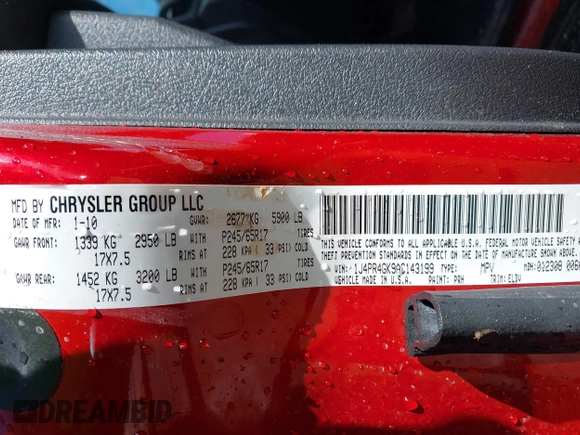 MFD BY CHRYSLER GROUP LLC
DATE OF MFR: 1-10 GVWR: 2677 KG 5900 LB
GAWR FRONT: 1339 KG 2950 LB WITH P245/65R17 TIRES
17X7.5 RIMS AT 228 KPA ( 33 PSI) COLD
GAWR REAR: 1452 KG 3200 LB WITH P245/65R17 TIRES
17X7.5 RIMS AT 228 KPA ( 33 PSI) COLD
THIS VEHICLE CONFORMS TO ALL APPLICABLE U.S.A. FEDERAL MOTOR VEHICLE SAFETY
THEFT PREVENTION STANDARDS IN EFFECT ON THE DATE OF MANUFACTURE SHOWN ABOVE.
VIN: 1J4PR4GK9AC143199 TYPE: MPV MDH:
VEHICLE MADE IN U.S.A. PAINT: PRH TRIM:
DREAMBID